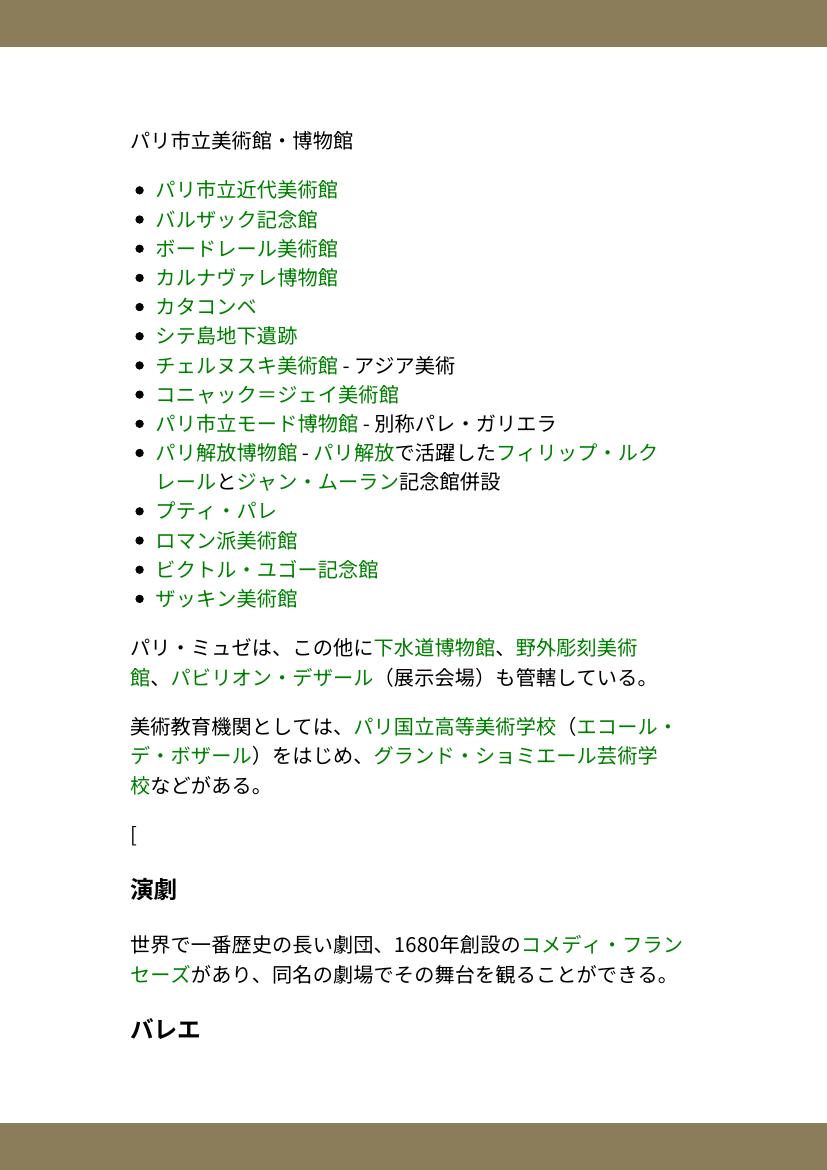 パリ市立美術館・博物館
• パリ市立近代美術館
• バルザック記念館
• ボードレール美術館
• カルナヴァレ博物館
• カタコンベ
• シテ島地下遺跡
• チェルヌスキ美術館 - アジア美術
• コニャック＝ジェイ美術館
• パリ市立モード博物館 - 別称パレ・ガリエラ
• パリ解放博物館 - パリ解放で活躍したフィリップ・ルク
レールとジャン・ムーラン記念館併設
• プティ・パレ
• ロマン派美術館
• ビクトル・ユゴー記念館
• ザッキン美術館
パリ・ミュゼは、この他に下水道博物館、野外彫刻美術
館、パビリオン・デザール（展示会場）も管轄している。
美術教育機関としては、パリ国立高等美術学校（エコール・
デ・ボザール）をはじめ、グランド・ショミエール芸術学
校などがある。
[
演劇
世界で一番歴史の長い劇団、1680年創設のコメディ・フラン
セーズがあり、同名の劇場でその舞台を観ることができる。
バレエ